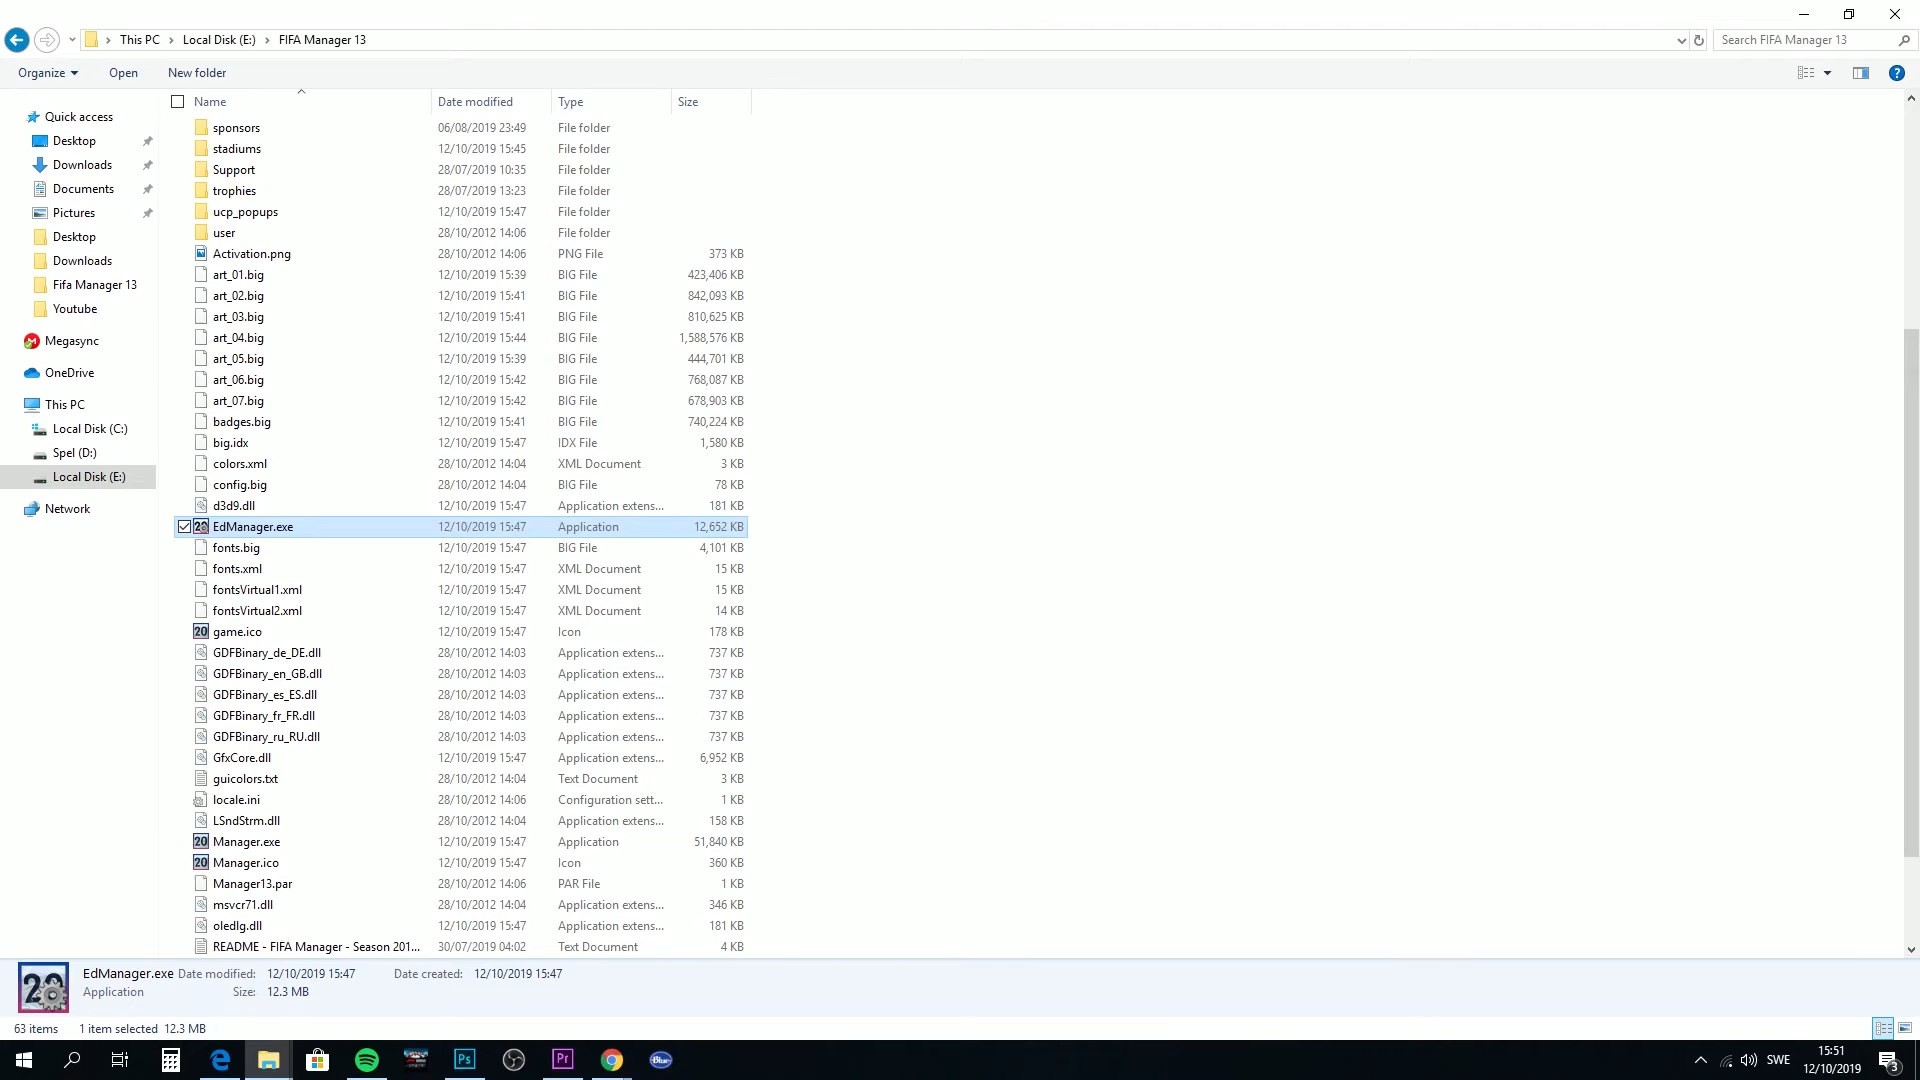 This PC > Local Disk (E:) > FIFA Manager 13
Search FIFA Manager 13
Organize
Open
New folder
Name
Date modified
Type
Size
Quick access
Desktop
Downloads
Documents
Pictures
Desktop
Downloads
Fifa Manager 13
Youtube
Megasync
OneDrive
This PC
Local Disk (C:)
Spel (D:)
Local Disk (E:)
Network
sponsors 06/08/2019 23:49 File folder
stadiums 12/10/2019 15:45 File folder
Support 28/07/2019 10:35 File folder
trophies 28/07/2019 13:23 File folder
ucp_popups 12/10/2019 15:47 File folder
user 28/10/2012 14:06 File folder
Activation.png 28/10/2012 14:06 PNG File 373 KB
art_01.big 12/10/2019 15:39 BIG File 423,406 KB
art_02.big 12/10/2019 15:41 BIG File 842,093 KB
art_03.big 12/10/2019 15:41 BIG File 810,625 KB
art_04.big 12/10/2019 15:44 BIG File 1,588,576 KB
art_05.big 12/10/2019 15:39 BIG File 444,701 KB
art_06.big 12/10/2019 15:42 BIG File 768,087 KB
art_07.big 12/10/2019 15:42 BIG File 678,903 KB
badges.big 12/10/2019 15:41 BIG File 740,224 KB
big.idx 12/10/2019 15:47 IDX File 1,580 KB
colors.xml 28/10/2012 14:04 XML Document 3 KB
config.big 28/10/2012 14:04 BIG File 78 KB
d3d9.dll 12/10/2019 15:47 Application extens... 181 KB
EdManager.exe 12/10/2019 15:47 Application 12,652 KB
fonts.big 12/10/2019 15:47 BIG File 4,101 KB
fonts.xml 12/10/2019 15:47 XML Document 15 KB
fontsVirtual1.xml 12/10/2019 15:47 XML Document 15 KB
fontsVirtual2.xml 12/10/2019 15:47 XML Document 14 KB
20 game.ico 12/10/2019 15:47 Icon 178 KB
GDFBinary_de_DE.dll 28/10/2012 14:03 Application extens... 737 KB
GDFBinary_en_GB.dll 28/10/2012 14:03 Application extens... 737 KB
GDFBinary_es_ES.dll 28/10/2012 14:03 Application extens... 737 KB
GDFBinary_fr_FR.dll 28/10/2012 14:03 Application extens... 737 KB
GDFBinary_ru_RU.dll 28/10/2012 14:03 Application extens... 737 KB
GfxCore.dll 12/10/2019 15:47 Application extens... 6,952 KB
guicolors.txt 28/10/2012 14:04 Text Document 3 KB
locale.ini 28/10/2012 14:06 Configuration sett... 1 KB
LSndStrm.dll 28/10/2012 14:04 Application extens... 158 KB
20 Manager.exe 12/10/2019 15:47 Application 51,840 KB
20 Manager.ico 12/10/2019 15:47 Icon 360 KB
Manager13.par 28/10/2012 14:06 PAR File 1 KB
msvcr71.dll 28/10/2012 14:04 Application extens... 346 KB
oledlg.dll 12/10/2019 15:47 Application extens... 181 KB
README - FIFA Manager - Season 201... 30/07/2019 04:02 Text Document 4 KB
EdManager.exe Date modified: 12/10/2019 15:47 Date created: 12/10/2019 15:47
Application Size: 12.3 MB
63 items 1 item selected 12.3 MB
Ps
Pr
Blue
SWE
15:51
12/10/2019
3